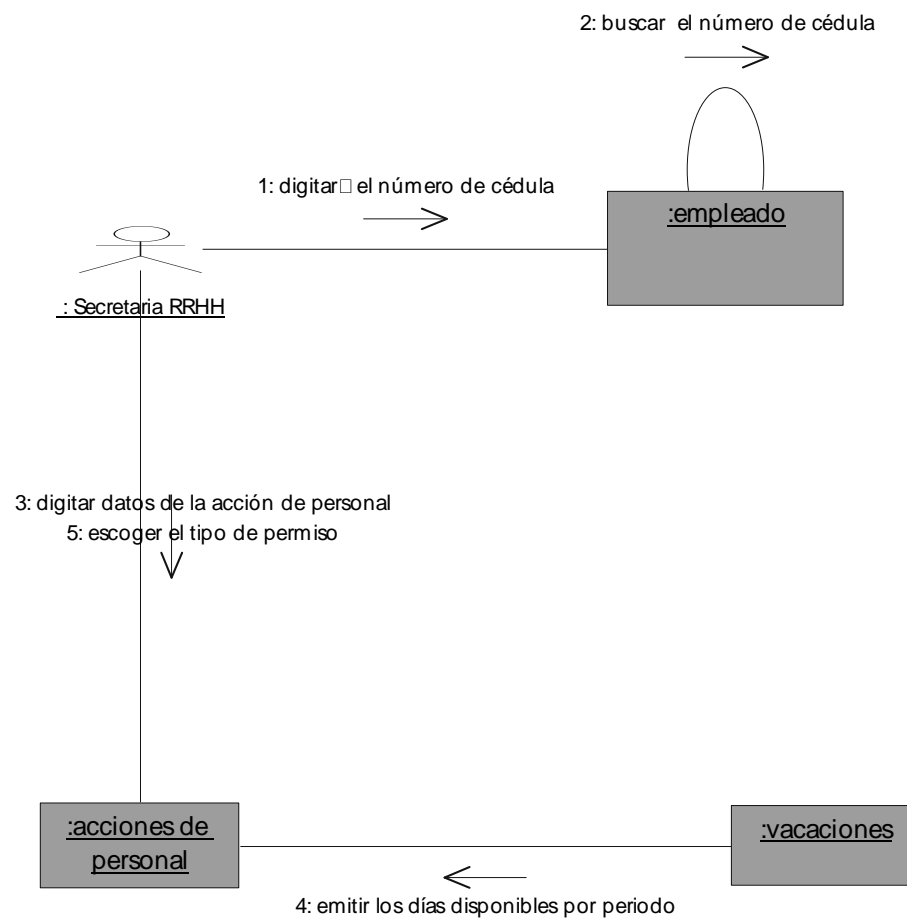 2: buscar el número de cédula
1: digitar□ el número de cédula
:empleado
: Secretaria RRHH
3: digitar datos de la acción de personal
5: escoger el tipo de permiso
:acciones de
personal
:vacaciones
4: emitir los días disponibles por periodo